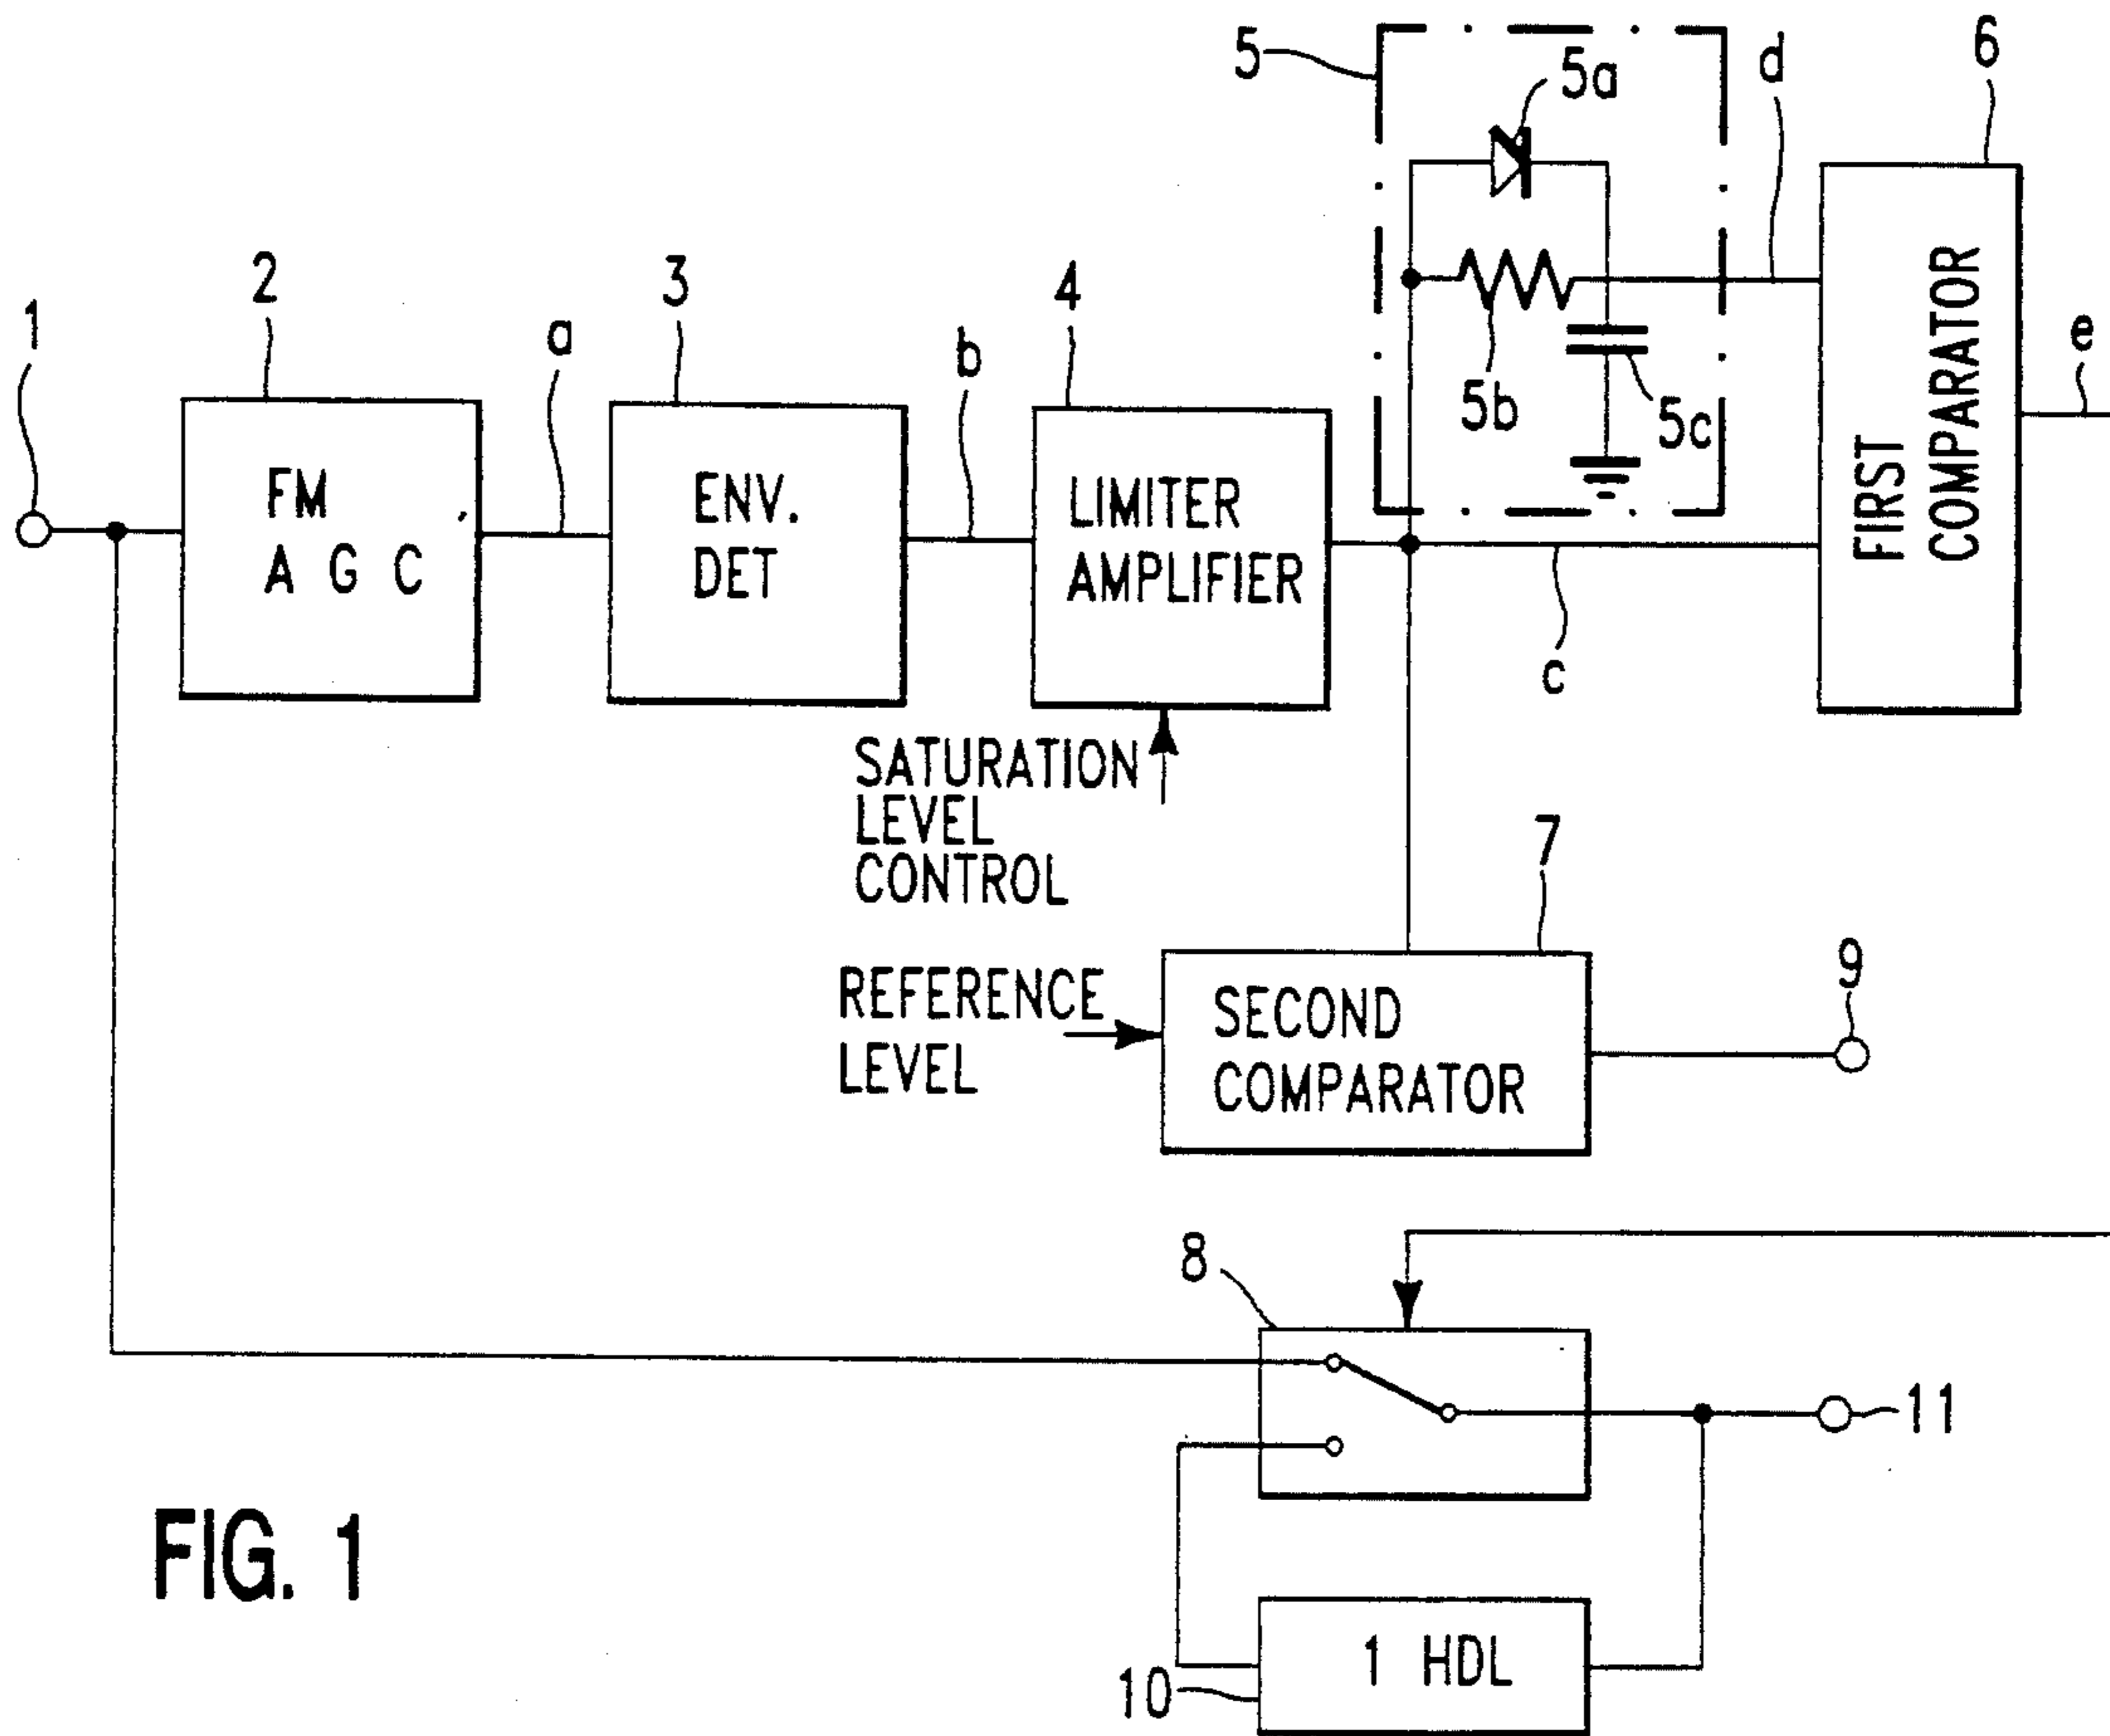 5
5a
d
6
1
2
a
3
b
4
5b
5c
e
FM
A G C
ENV.
DET
LIMITER
AMPLIFIER
FIRST
COMPARATOR
c
SATURATION
LEVEL
CONTROL
7
REFERENCE
LEVEL
SECOND
COMPARATOR
9
8
11
1 HDL
10
FIG. 1